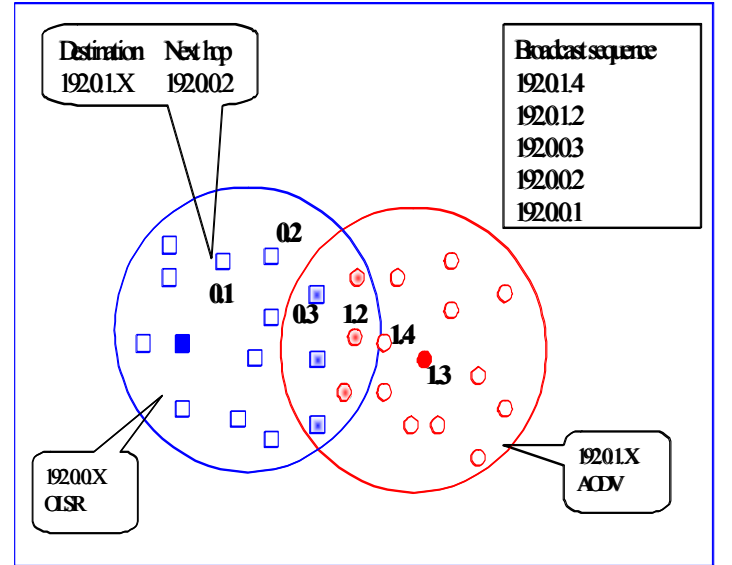 Destination Next hop
192.0.1.X 192.0.0.2
Broadcast sequence
192.0.1.4
192.0.1.2
192.0.0.3
192.0.0.2
192.0.0.1
0.2
0.1
0.3
1.2
1.4
1.3
192.0.0.X
OLSR
192.0.1.X
AODV